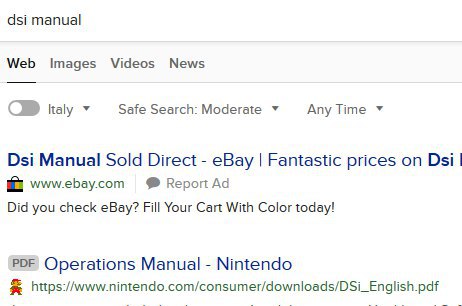 dsi manual
Web Images Videos News
Italy Safe Search: Moderate Any Time
Dsi Manual Sold Direct - eBay | Fantastic prices on Dsi
www.ebay.com Report Ad
Did you check eBay? Fill Your Cart With Color today!
PDF Operations Manual - Nintendo
https://www.nintendo.com/consumer/downloads/DSi_English.pdf